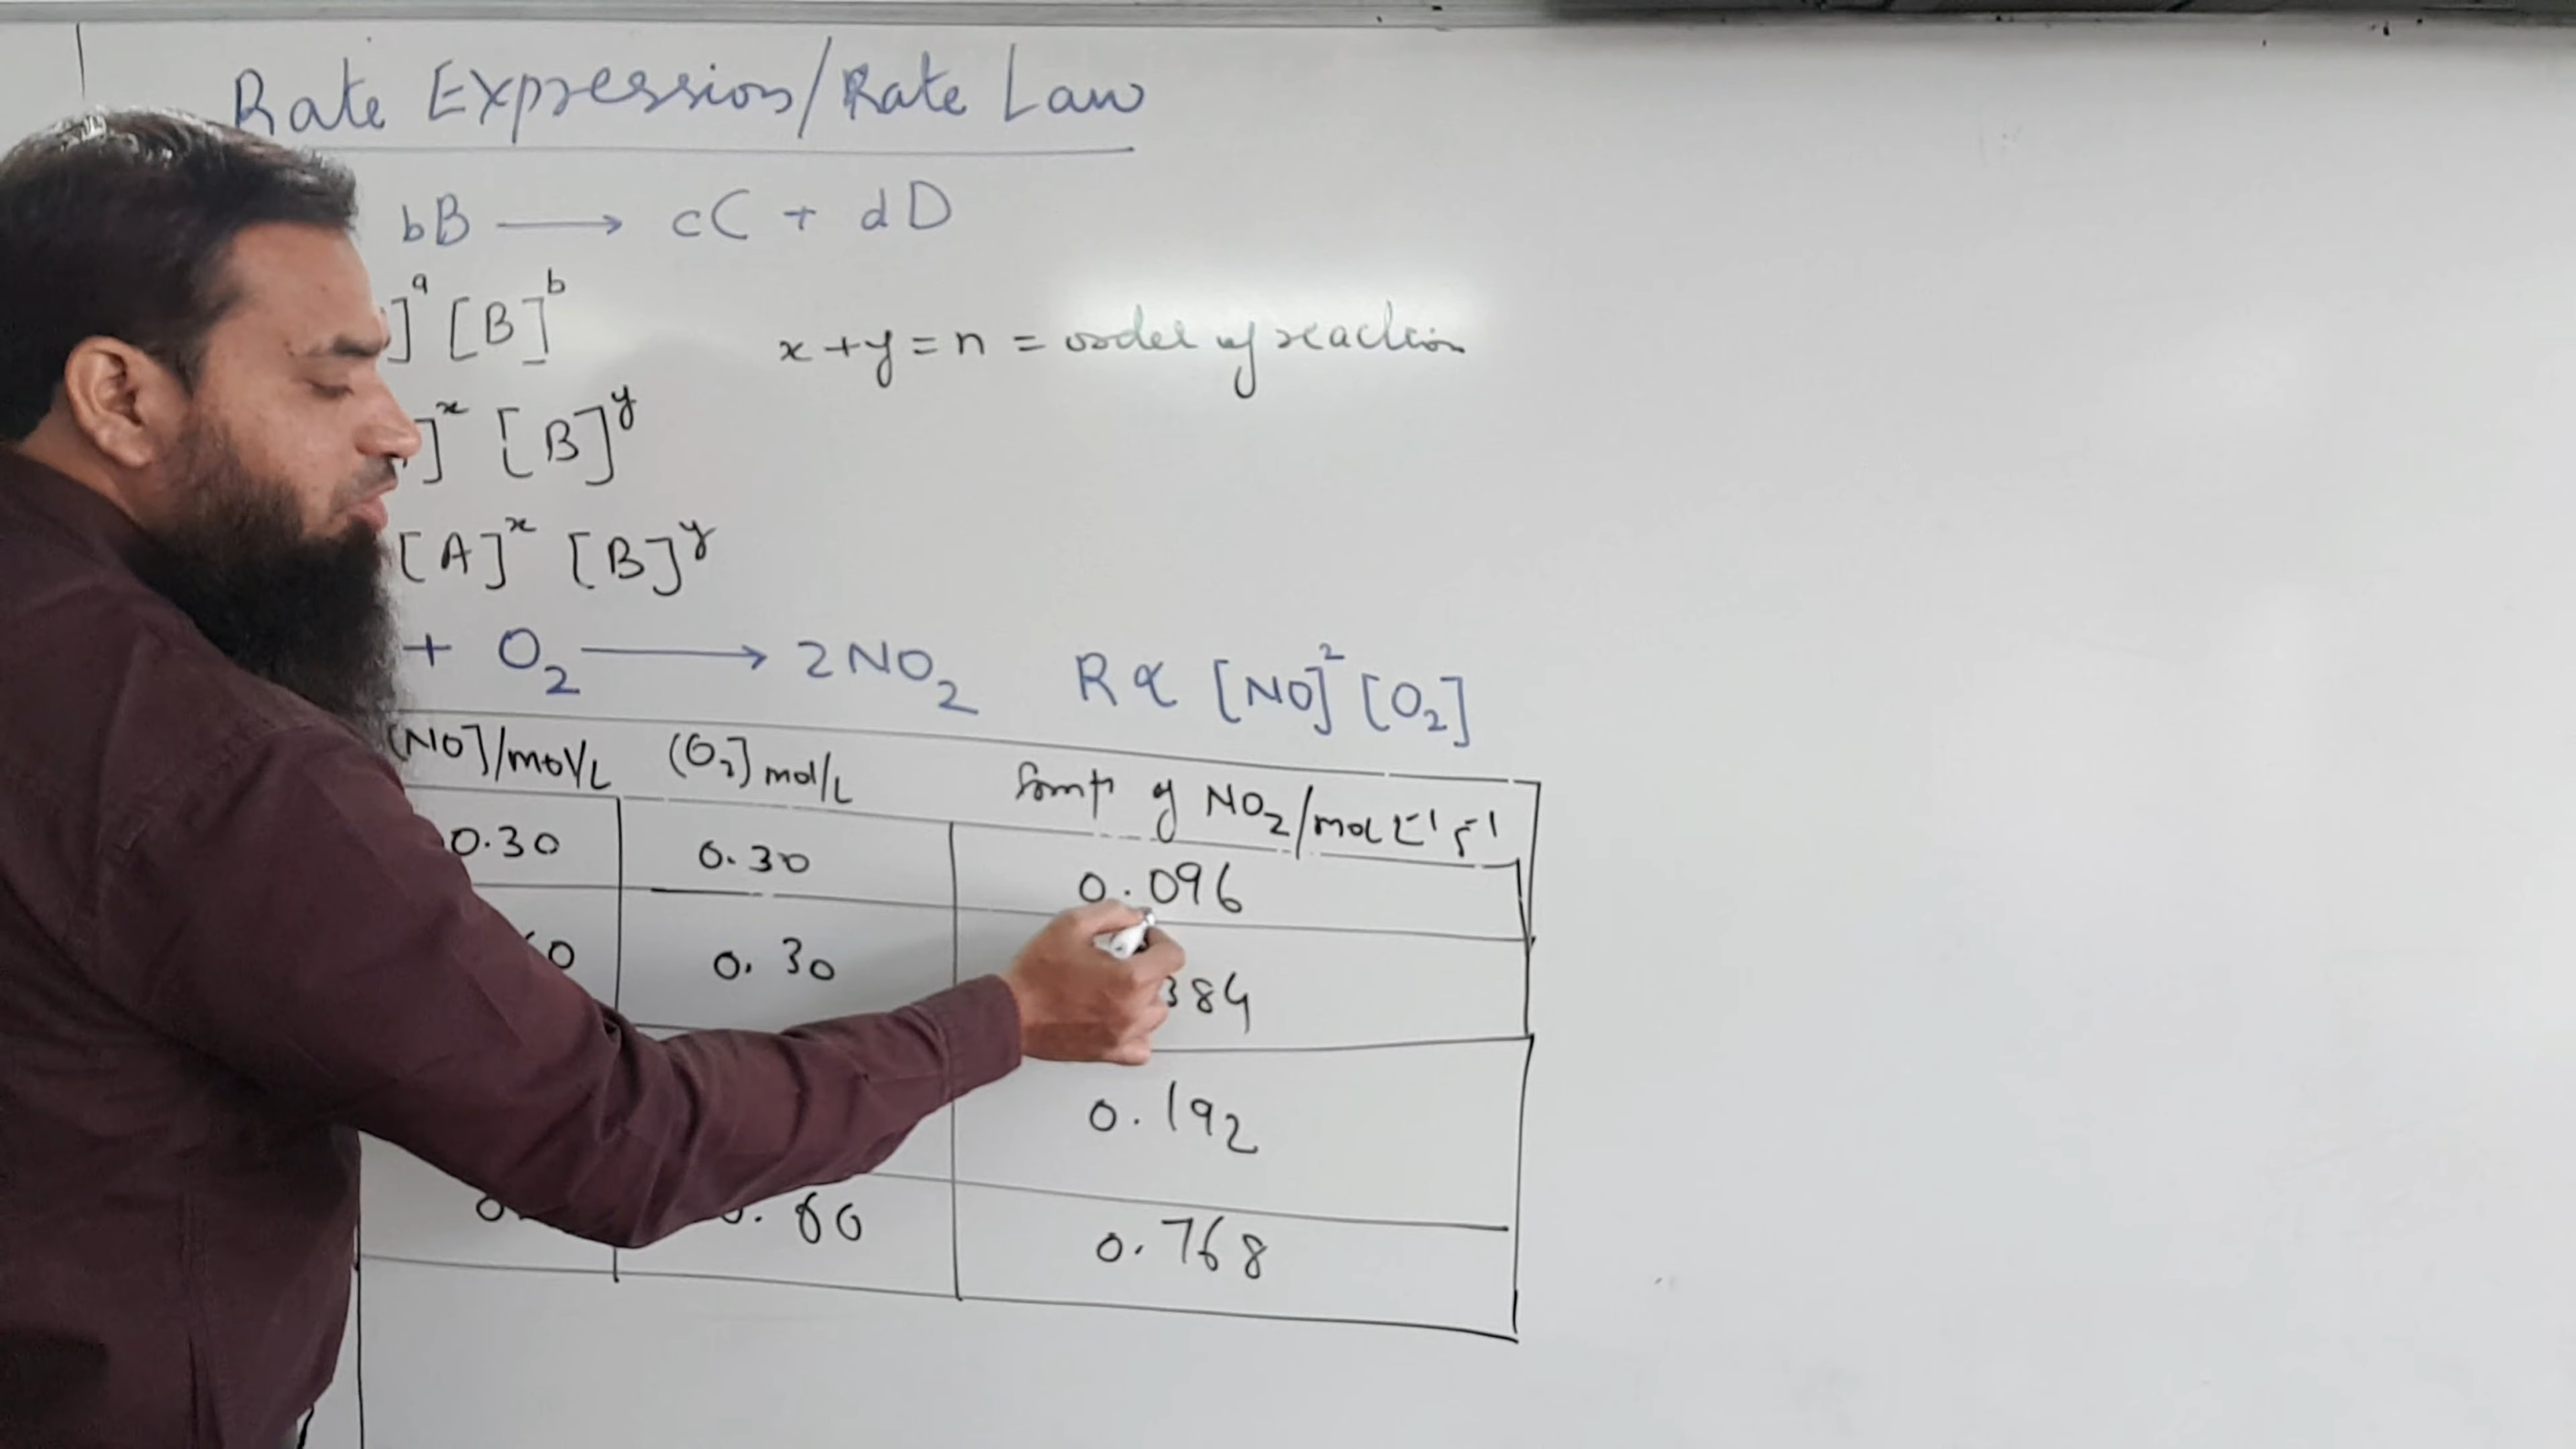 Rate Expression/Rate Law
bB ⟶ cC + dD
]^a [B]^b
x + y = n = order of reaction
]^x [B]^y
[A]^x [B]^y
+ O₂ ⟶ 2NO₂ R ∝ [NO]² [O₂]
[NO]/mol/L [O₂] mol/L of NO₂/mol L⁻¹ s⁻¹
0.30 0.30 0.096
0 0.30 384
0.192
0. 0.60 0.768